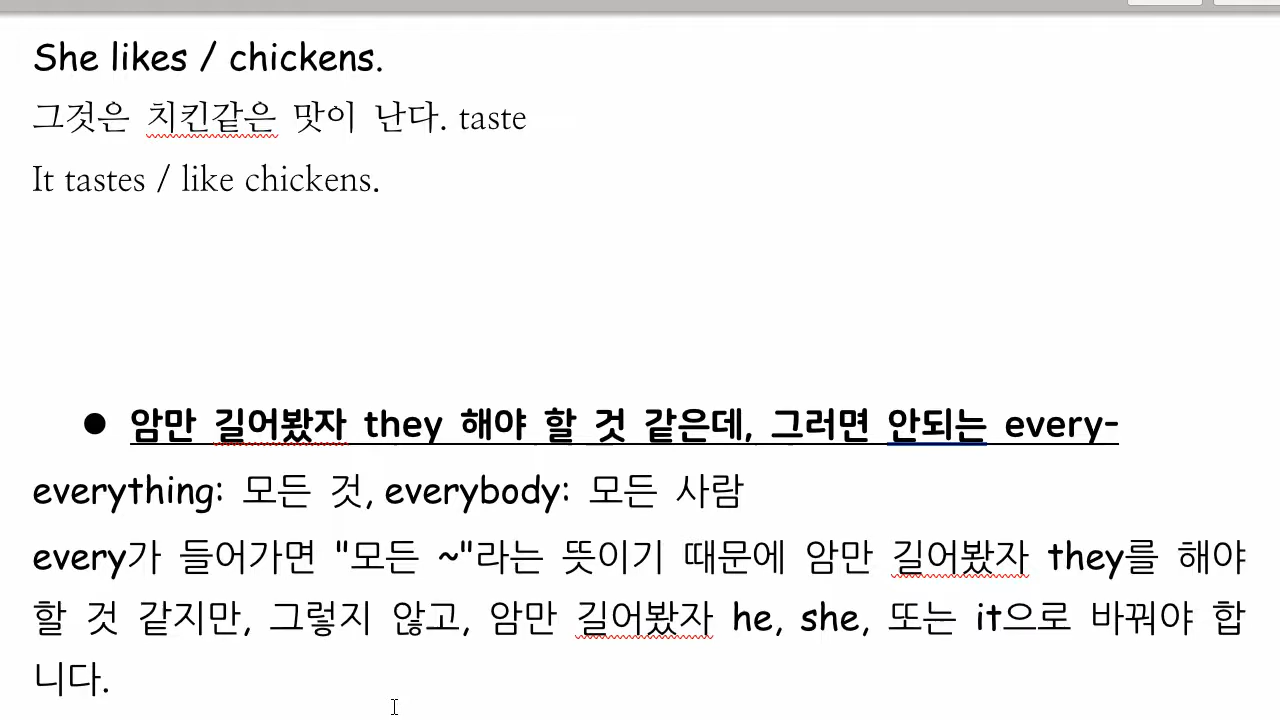 She likes / chickens.
그것은 치킨같은 맛이 난다. taste
It tastes / like chickens.
● 암만 길어봤자 they 해야 할 것 같은데, 그러면 안되는 every-
everything: 모든 것, everybody: 모든 사람
every가 들어가면 "모든 ~"라는 뜻이기 때문에 암만 길어봤자 they를 해야
할 것 같지만, 그렇지 않고, 암만 길어봤자 he, she, 또는 it으로 바꿔야 합
니다.